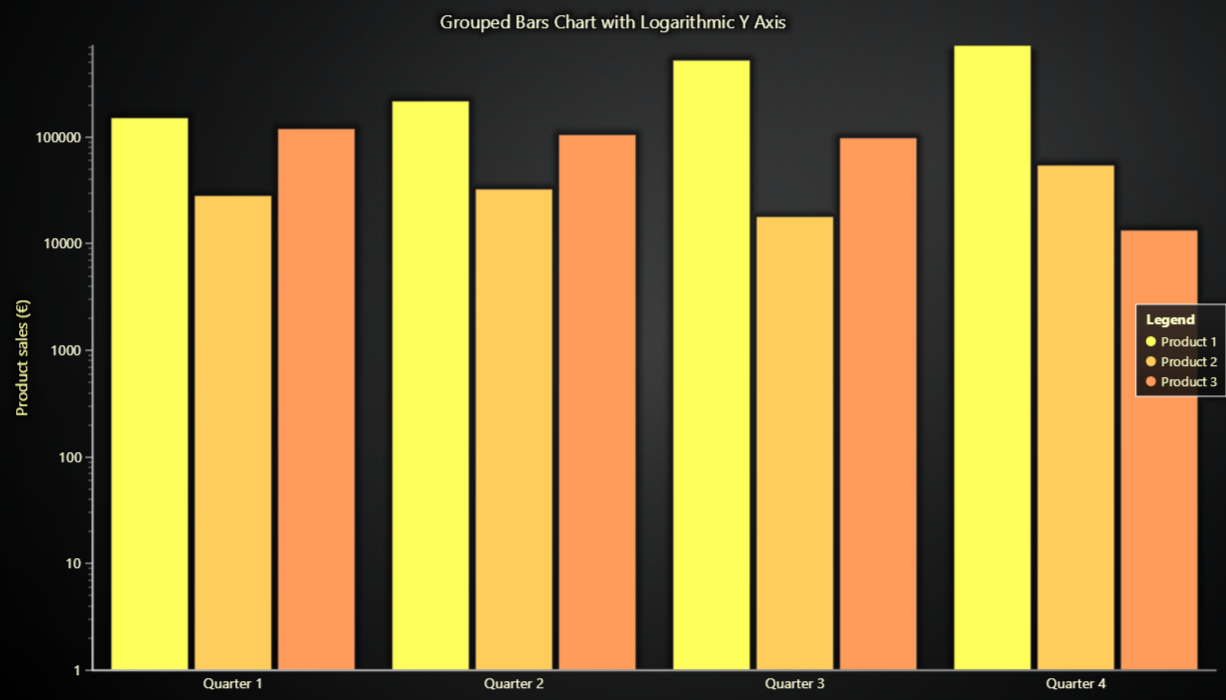 Grouped Bars Chart with Logarithmic Y Axis
Product sales (€)
100000
10000
1000
100
10
1
Quarter 1
Quarter 2
Quarter 3
Quarter 4
Legend
Product 1
Product 2
Product 3